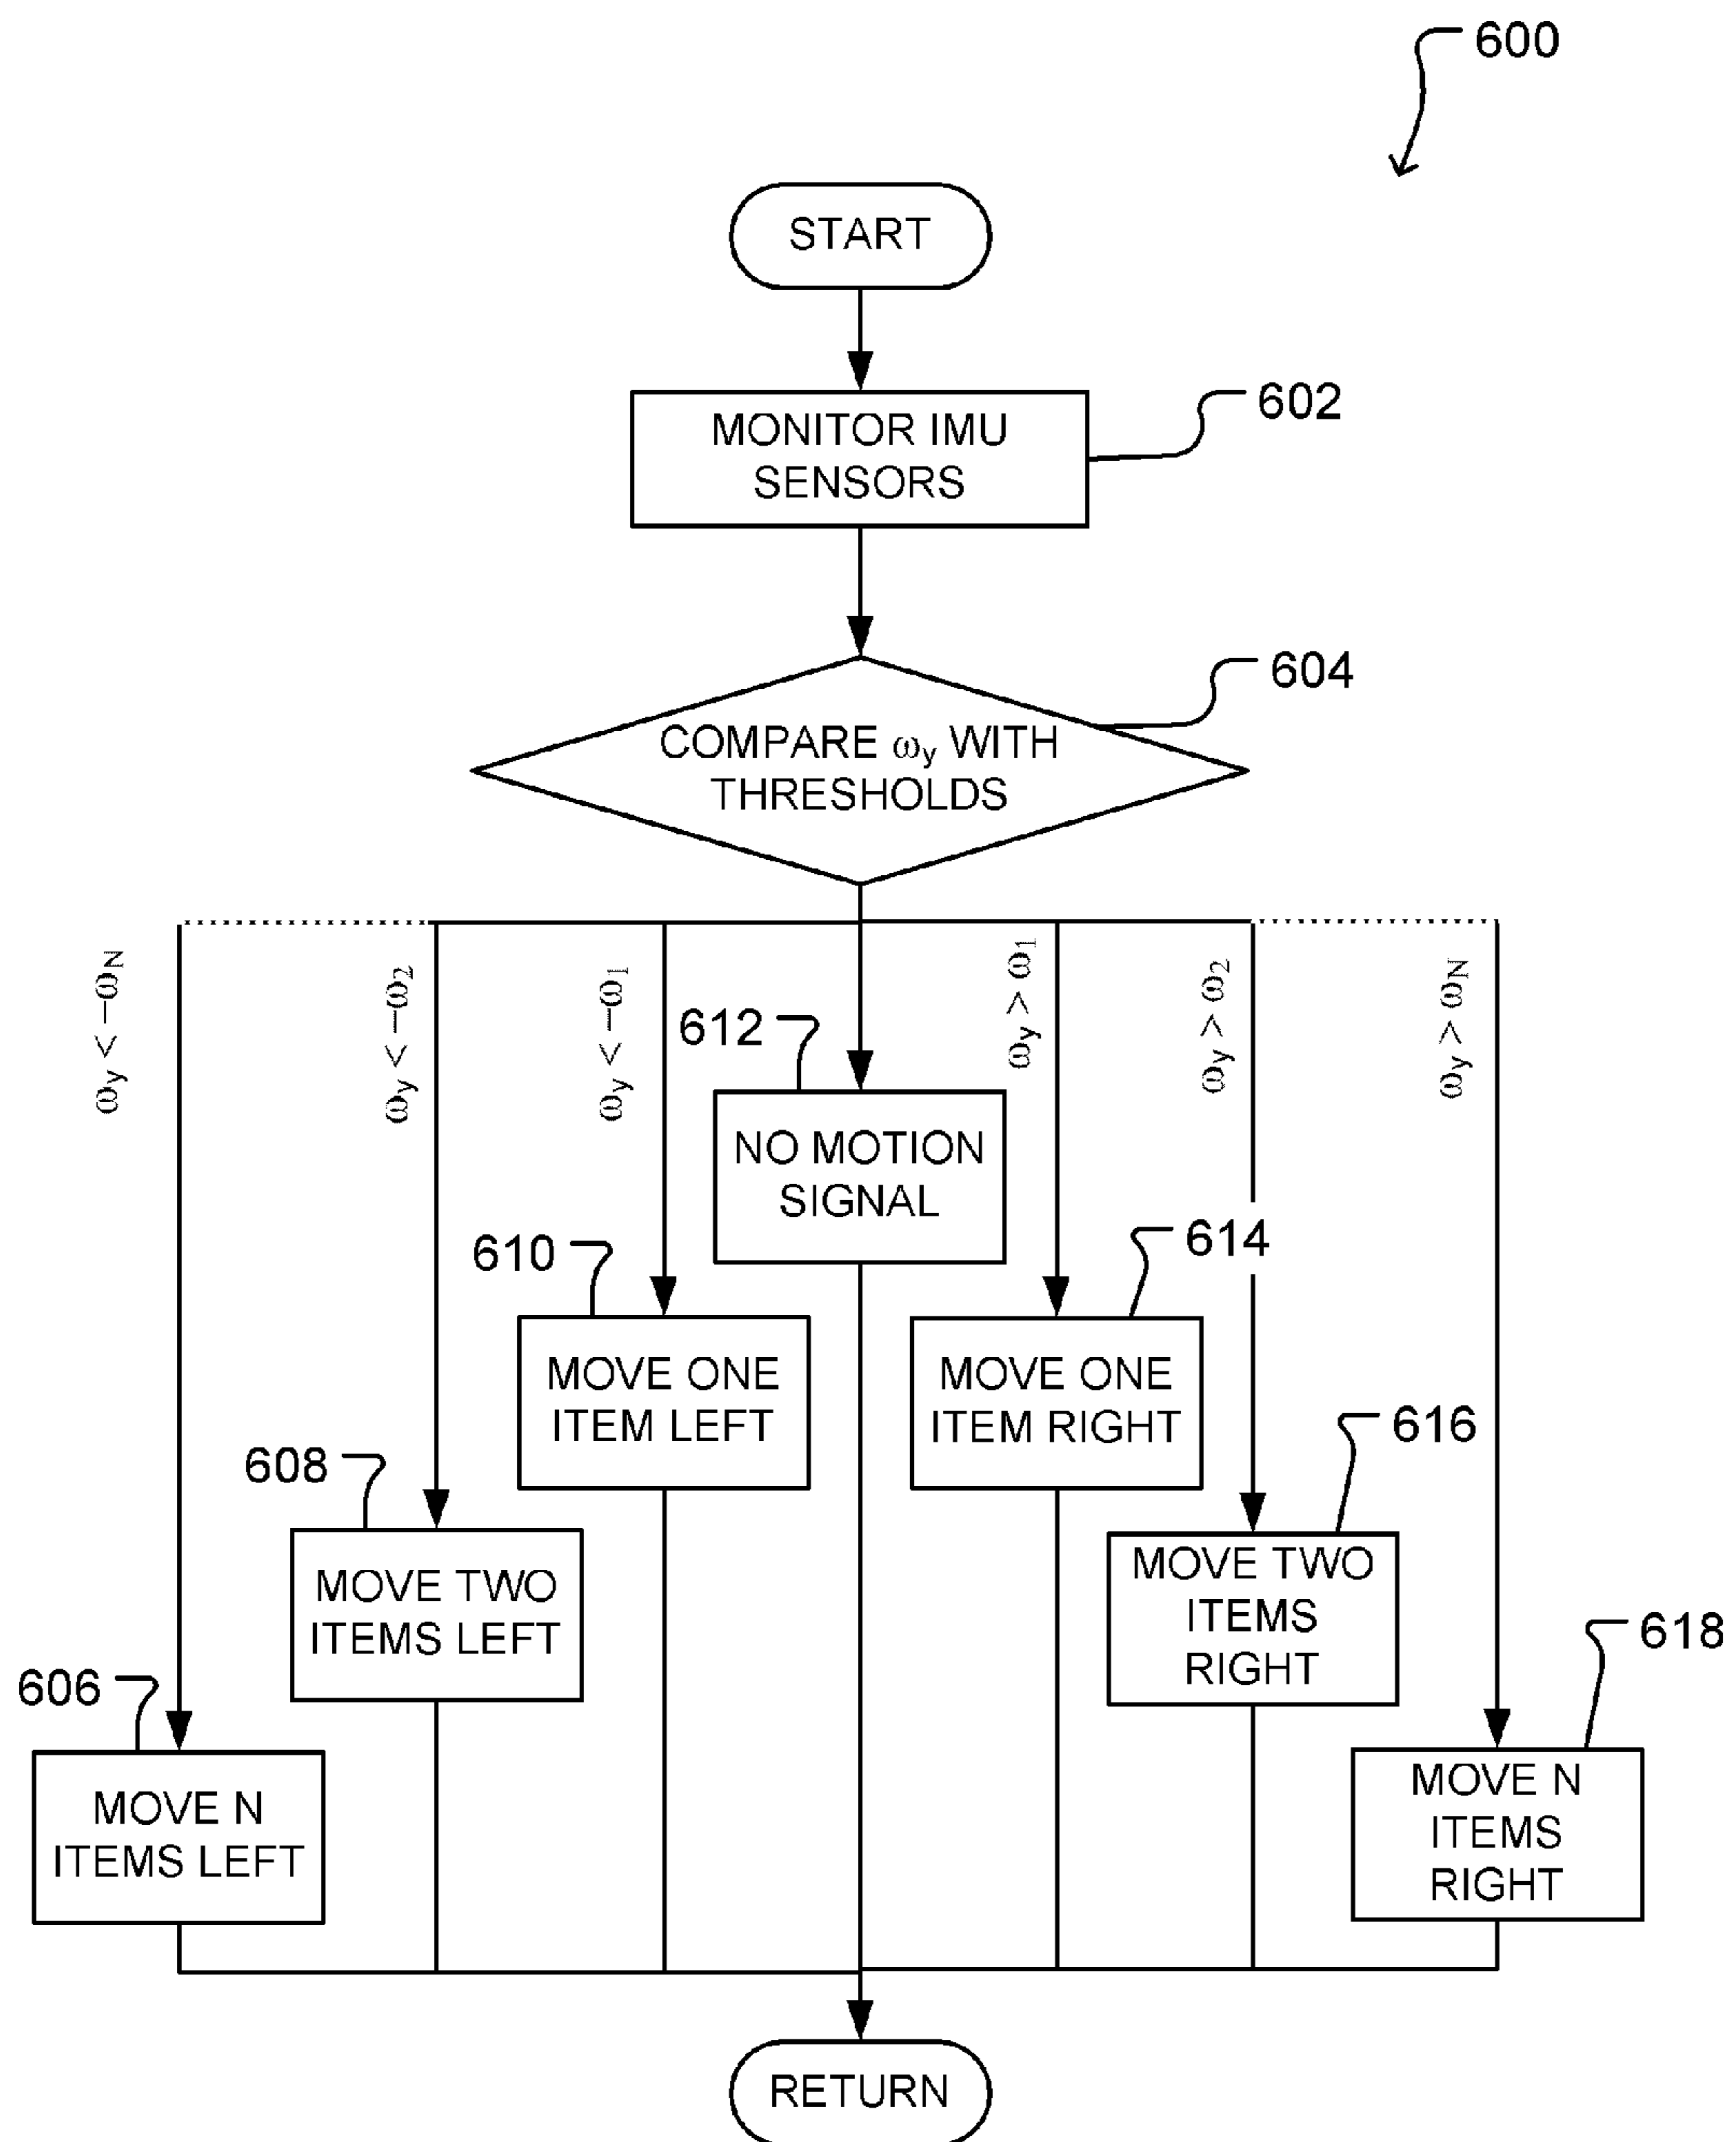 600
START
MONITOR IMU
SENSORS
602
COMPARE ωy WITH
THRESHOLDS
604
ωy < −ωN
ωy < −ω2
ωy < −ω1
ωy > ω1
ωy > ω2
ωy > ωN
612
NO MOTION
SIGNAL
610
MOVE ONE
ITEM LEFT
614
MOVE ONE
ITEM RIGHT
608
MOVE TWO
ITEMS LEFT
616
MOVE TWO
ITEMS
RIGHT
606
MOVE N
ITEMS LEFT
618
MOVE N
ITEMS
RIGHT
RETURN